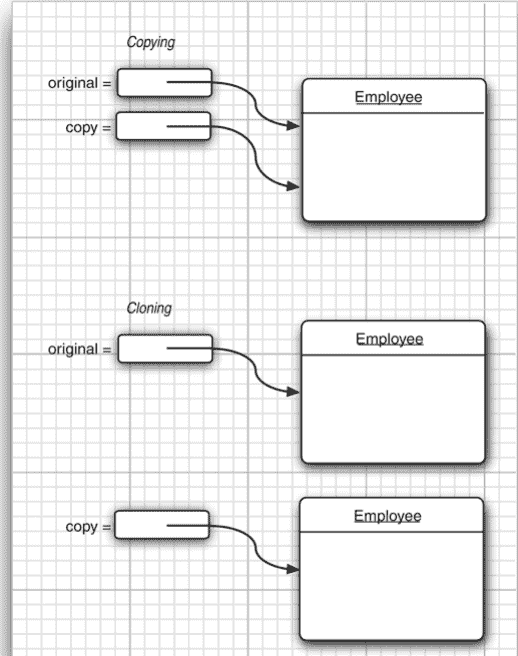 Copying
original =
Employee
copy =
Cloning
original =
Employee
copy =
Employee